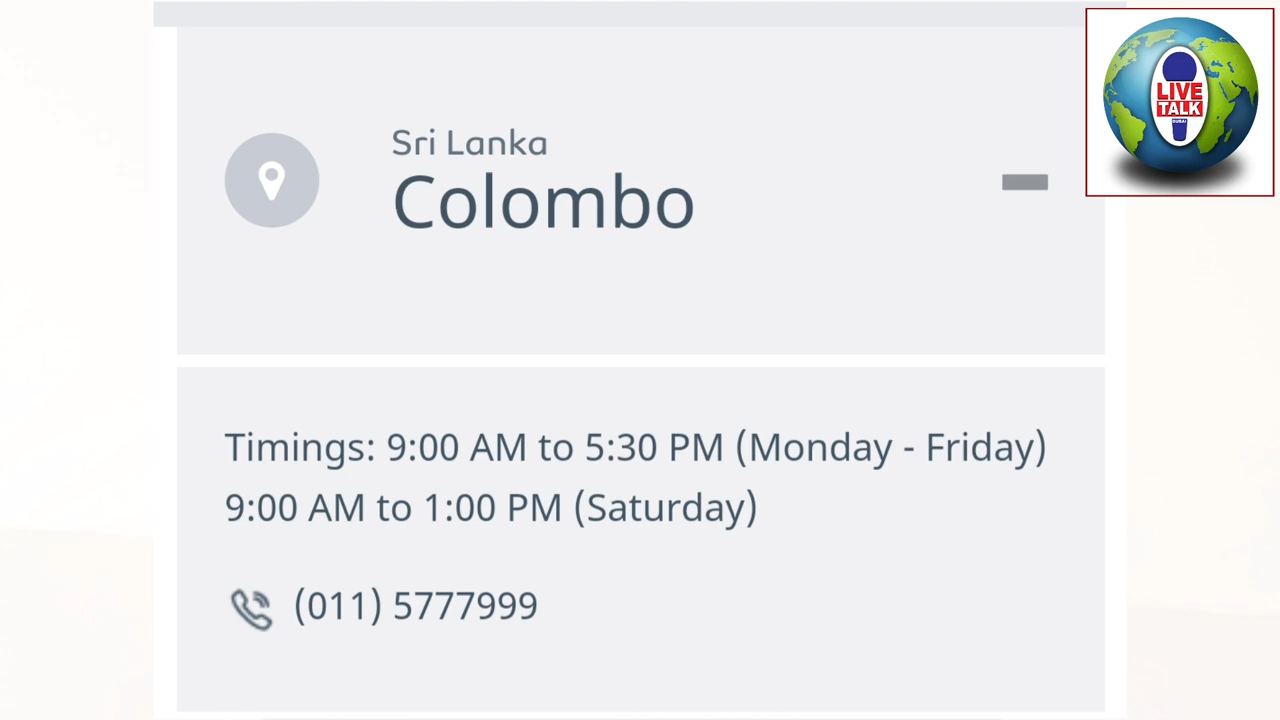 Sri Lanka
Colombo
LIVE
TALK
DUBAI
Timings: 9:00 AM to 5:30 PM (Monday - Friday)
9:00 AM to 1:00 PM (Saturday)
(011) 5777999